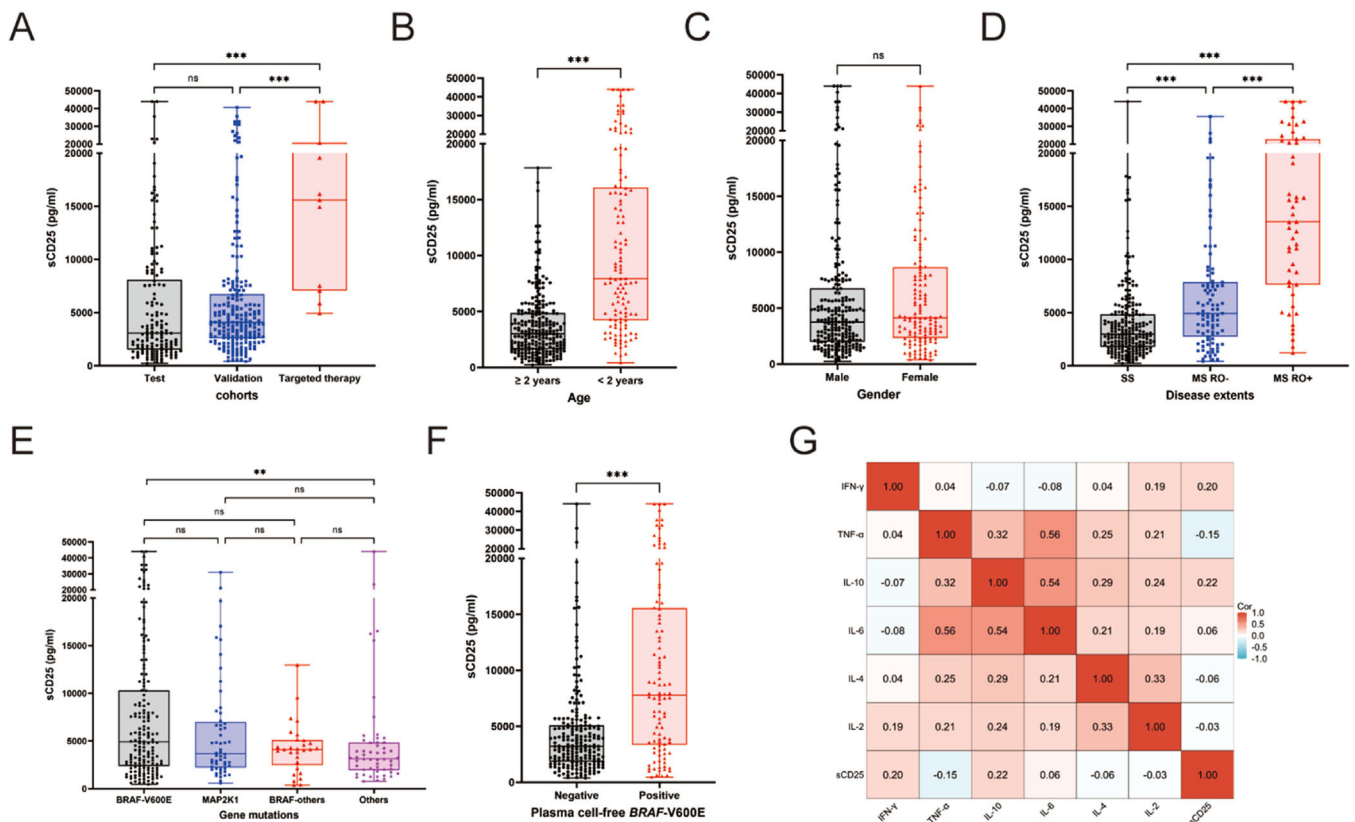 A
***
ns
***
50000
40000
30000
20000
20000
15000
10000
5000
0
sCD25 (pg/ml)
Test
Validation
Targeted therapy
cohorts
B
***
50000
40000
30000
20000
20000
15000
10000
5000
0
sCD25 (pg/ml)
≥ 2 years
< 2 years
Age
C
ns
50000
40000
30000
20000
20000
15000
10000
5000
0
sCD25 (pg/ml)
Male
Female
Gender
D
***
***
***
50000
40000
30000
20000
20000
15000
10000
5000
0
sCD25 (pg/ml)
SS
MS RO-
MS RO+
Disease extents
E
**
ns
ns
ns
ns
ns
50000
40000
30000
20000
20000
15000
10000
5000
0
sCD25 (pg/ml)
BRAF-V600E
MAP2K1
BRAF-others
Others
Gene mutations
F
***
50000
40000
30000
20000
20000
15000
10000
5000
0
sCD25 (pg/ml)
Negative
Positive
Plasma cell-free BRAF-V600E
G
IFN-γ 1.00 0.04 -0.07 -0.08 0.04 0.19 0.20
TNF-α 0.04 1.00 0.32 0.56 0.25 0.21 -0.15
IL-10 -0.07 0.32 1.00 0.54 0.29 0.24 0.22
IL-6 -0.08 0.56 0.54 1.00 0.21 0.19 0.06
IL-4 0.04 0.25 0.29 0.21 1.00 0.33 -0.06
IL-2 0.19 0.21 0.24 0.19 0.33 1.00 -0.03
sCD25 0.20 -0.15 0.22 0.06 -0.06 -0.03 1.00
IFN-γ
TNF-α
IL-10
IL-6
IL-4
IL-2
sCD25
Cor
1.0
0.5
0.0
-0.5
-1.0